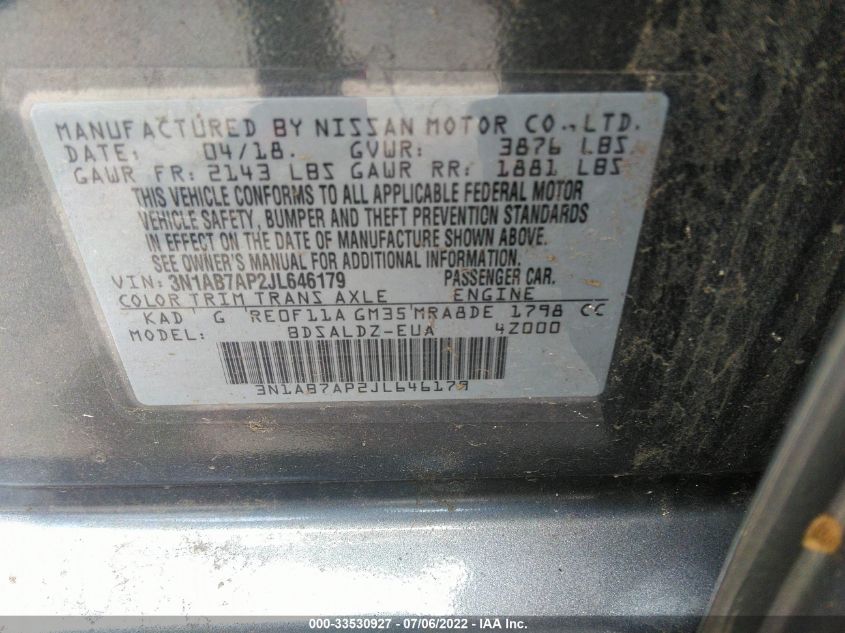 MANUFACTURED BY NISSAN MOTOR CO., LTD.
DATE: 04/18. GVWR: 3876 LBS
GAWR FR: 2143 LBS GAWR RR: 1881 LBS
THIS VEHICLE CONFORMS TO ALL APPLICABLE FEDERAL MOTOR
VEHICLE SAFETY, BUMPER AND THEFT PREVENTION STANDARDS
IN EFFECT ON THE DATE OF MANUFACTURE SHOWN ABOVE.
SEE OWNER'S MANUAL FOR ADDITIONAL INFORMATION.
VIN: 3N1AB7AP2JL646179 PASSENGER CAR.
COLOR TRIM TRANS AXLE ENGINE
KAD G RE0F11A GM35 MRA8DE 1798 CC
MODEL: BDSALDZ-EUA 4Z000
3N1AB7AP2JL646179
000-33530927 - 07/06/2022 - IAA Inc.